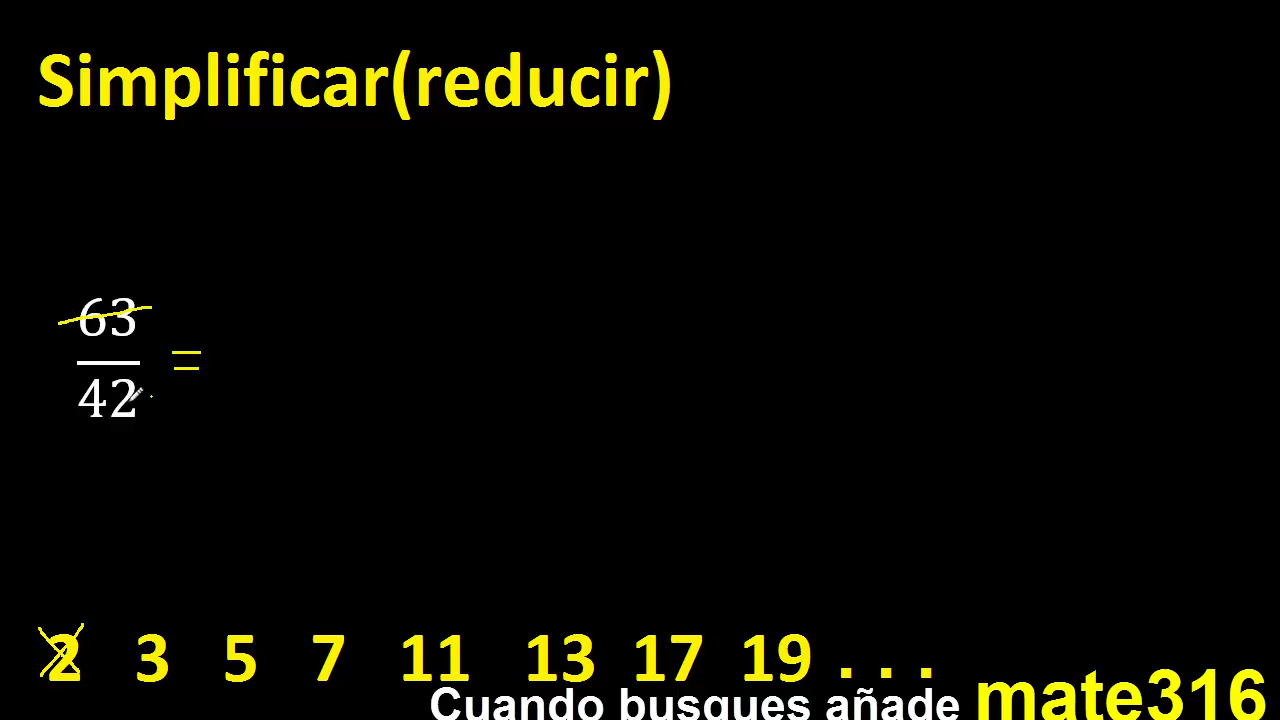 Simplificar(reducir)
63
42
=
2 3 5 7 11 13 17 19 . . .
Cuando busques añade mate316